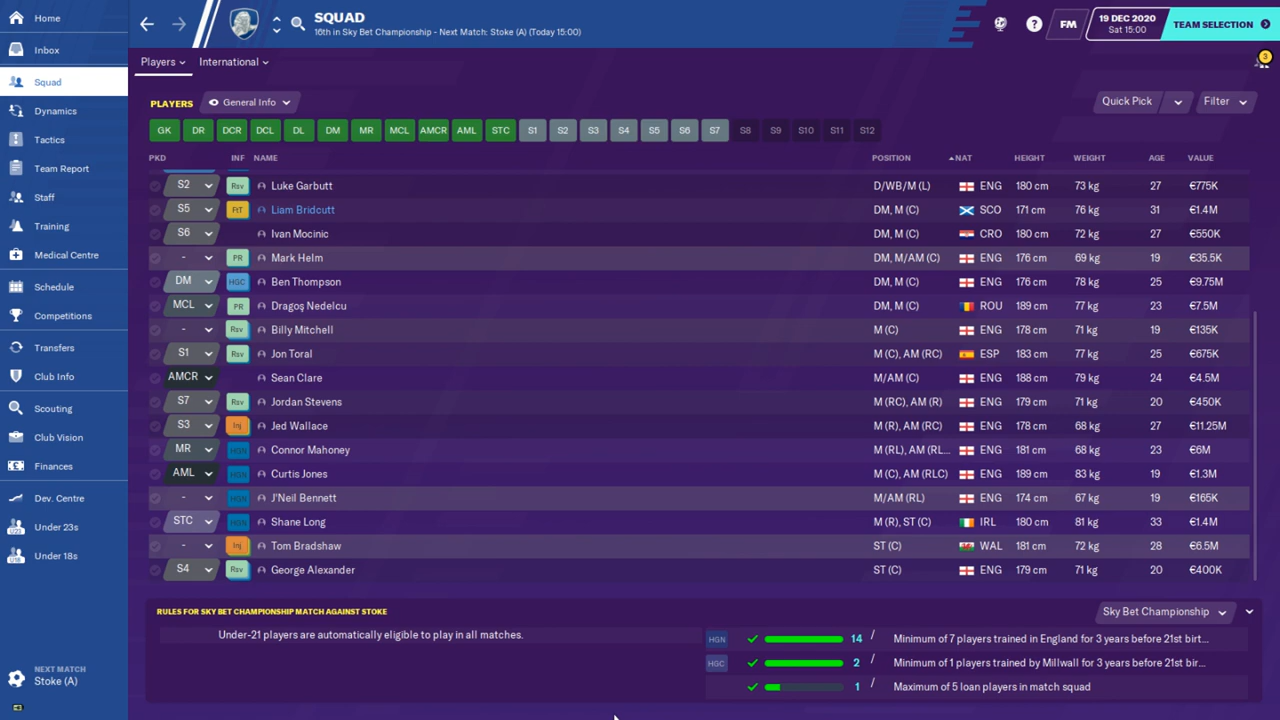 Home
Inbox
Squad
Dynamics
Tactics
Team Report
Staff
Training
Medical Centre
Schedule
Competitions
Transfers
Club Info
Scouting
Club Vision
Finances
Dev. Centre
Under 23s
Under 18s
NEXT MATCH
Stoke (A)
SQUAD
16th in Sky Bet Championship - Next Match: Stoke (A) (Today 15:00)
? FM 19 DEC 2020 Sat 15:00 TEAM SELECTION
Players International 3
PLAYERS General Info Quick Pick Filter
GK DR DCR DCL DL DM MR MCL AMCR AML STC S1 S2 S3 S4 S5 S6 S7 S8 S9 S10 S11 S12
PKD INF NAME POSITION NAT HEIGHT WEIGHT AGE VALUE
S2 Rsv Luke Garbutt D/WB/M (L) ENG 180 cm 73 kg 27 €775K
S5 FtT Liam Bridcutt DM, M (C) SCO 171 cm 76 kg 31 €1.4M
S6 Ivan Mocinic DM, M (C) CRO 180 cm 72 kg 27 €550K
- PR Mark Helm DM, M/AM (C) ENG 176 cm 69 kg 19 €35.5K
DM HGC Ben Thompson DM, M (C) ENG 176 cm 78 kg 25 €9.75M
MCL PR Dragoş Nedelcu DM, M (C) ROU 189 cm 77 kg 23 €7.5M
- Rsv Billy Mitchell M (C) ENG 178 cm 71 kg 19 €135K
S1 Rsv Jon Toral M (C), AM (RC) ESP 183 cm 77 kg 25 €675K
AMCR Sean Clare M/AM (C) ENG 188 cm 79 kg 24 €4.5M
S7 Rsv Jordan Stevens M (RC), AM (R) ENG 179 cm 71 kg 20 €450K
S3 Inj Jed Wallace M (R), AM (RC) ENG 178 cm 68 kg 27 €11.25M
MR HGN Connor Mahoney M (RL), AM (RL... ENG 181 cm 68 kg 23 €6M
AML HGN Curtis Jones M (C), AM (RLC) ENG 189 cm 83 kg 19 €1.3M
- HGN J'Neil Bennett M/AM (RL) ENG 174 cm 67 kg 19 €165K
STC HGN Shane Long M (R), ST (C) IRL 180 cm 81 kg 33 €1.4M
- Inj Tom Bradshaw ST (C) WAL 181 cm 72 kg 28 €6.5M
S4 Rsv George Alexander ST (C) ENG 179 cm 71 kg 20 €400K
RULES FOR SKY BET CHAMPIONSHIP MATCH AGAINST STOKE Sky Bet Championship
Under-21 players are automatically eligible to play in all matches.
HGN 14 / Minimum of 7 players trained in England for 3 years before 21st birt...
HGC 2 / Minimum of 1 players trained by Millwall for 3 years before 21st bir...
1 / Maximum of 5 loan players in match squad